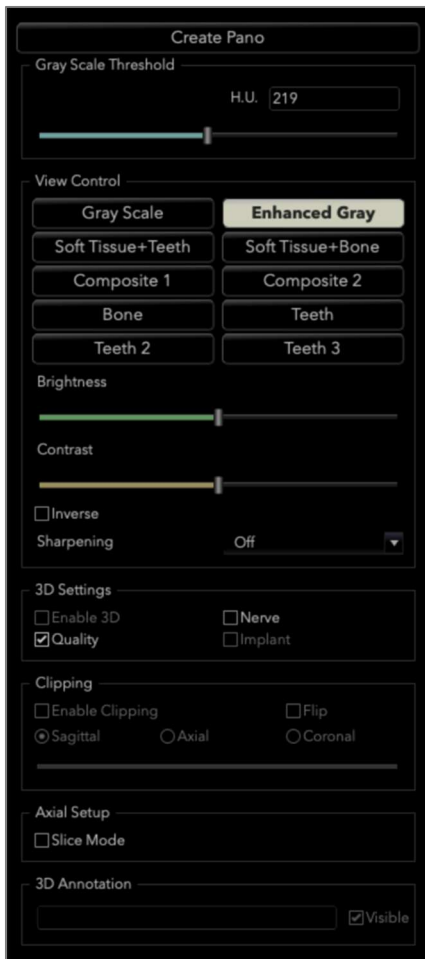 Create Pano
Gray Scale Threshold
H.U. 219
View Control
Gray Scale Enhanced Gray
Soft Tissue+Teeth Soft Tissue+Bone
Composite 1 Composite 2
Bone Teeth
Teeth 2 Teeth 3
Brightness
Contrast
Inverse
Sharpening Off
3D Settings
Enable 3D Nerve
Quality Implant
Clipping
Enable Clipping Flip
Sagittal Axial Coronal
Axial Setup
Slice Mode
3D Annotation
Visible